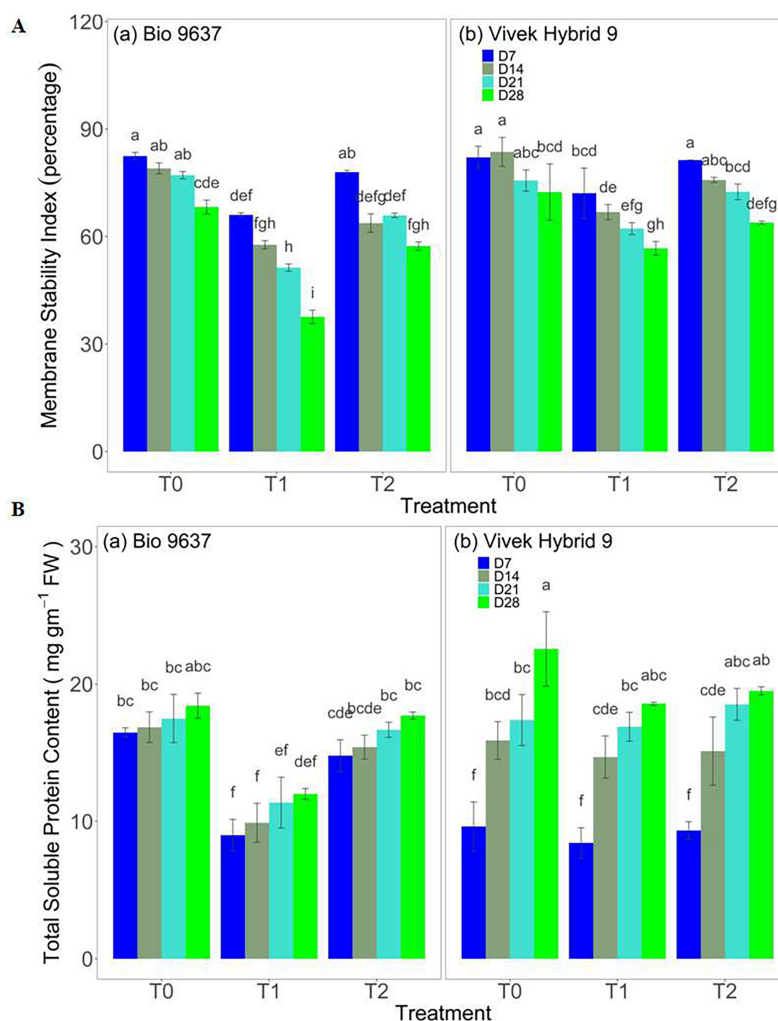 A
(a) Bio 9637
(b) Vivek Hybrid 9
D7
D14
D21
D28
Membrane Stability Index (percentage)
120
90
60
30
0
a ab ab cde
def fgh h i
ab defg def fgh
a a abc bcd
bcd de efg gh
a abc bcd defg
T0 T1 T2
T0 T1 T2
Treatment
B
(a) Bio 9637
(b) Vivek Hybrid 9
D7
D14
D21
D28
Total Soluble Protein Content ( mg gm⁻¹ FW )
30
20
10
0
bc bc bc abc
f f ef def
cde bcde bc bc
f bcd bc a
f cde bc abc
f cde abc ab
T0 T1 T2
T0 T1 T2
Treatment